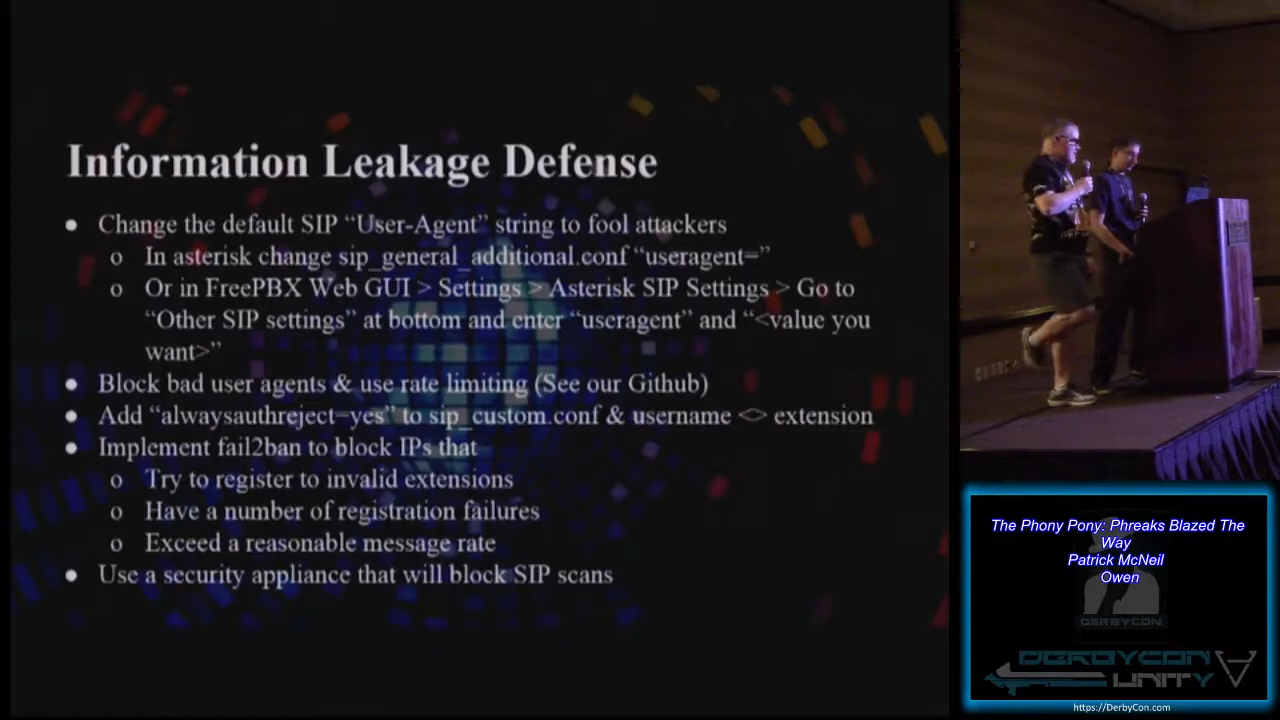 Information Leakage Defense
● Change the default SIP “User-Agent” string to fool attackers
o In asterisk change sip_general_additional.conf “useragent=”
o Or in FreePBX Web GUI > Settings > Asterisk SIP Settings > Go to
“Other SIP settings” at bottom and enter “useragent” and “<value you
want>”
● Block bad user agents & use rate limiting (See our Github)
● Add “alwaysauthreject=yes” to sip_custom.conf & username <> extension
● Implement fail2ban to block IPs that
o Try to register to invalid extensions
o Have a number of registration failures
o Exceed a reasonable message rate
● Use a security appliance that will block SIP scans
The Phony Pony: Phreaks Blazed The
Way
Patrick McNeil
Owen
DERBYCON
DERBYCON
UNITY
https://DerbyCon.com